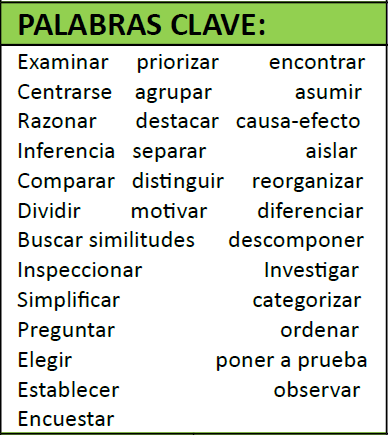 PALABRAS CLAVE:
Examinar priorizar encontrar
Centrarse agrupar asumir
Razonar destacar causa-efecto
Inferencia separar aislar
Comparar distinguir reorganizar
Dividir motivar diferenciar
Buscar similitudes descomponer
Inspeccionar Investigar
Simplificar categorizar
Preguntar ordenar
Elegir poner a prueba
Establecer observar
Encuestar